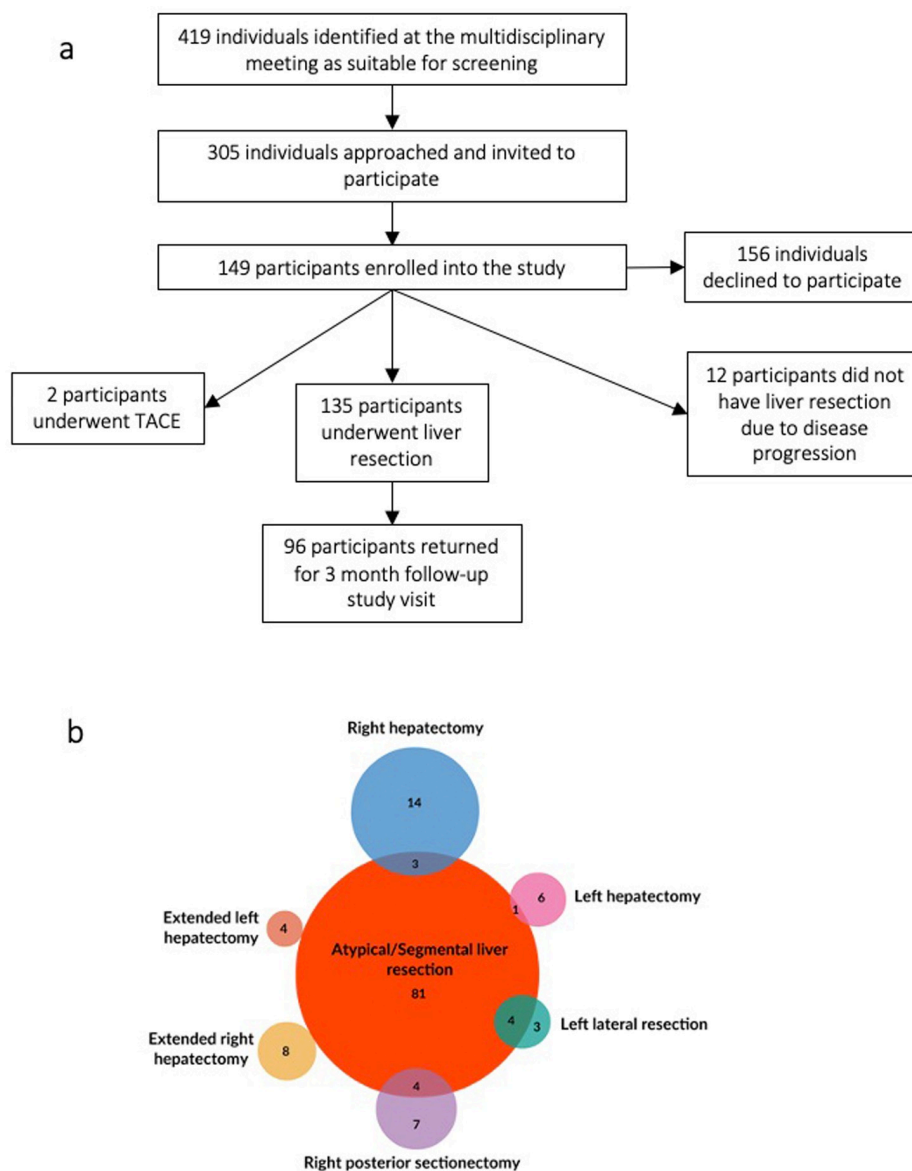 a
419 individuals identified at the multidisciplinary
meeting as suitable for screening
305 individuals approached and invited to
participate
149 participants enrolled into the study
156 individuals
declined to participate
2 participants
underwent TACE
135 participants
underwent liver
resection
12 participants did not
have liver resection
due to disease
progression
96 participants returned
for 3 month follow-up
study visit
b
Right hepatectomy
14
3
6
Left hepatectomy
1
Extended left
hepatectomy
4
Atypical/Segmental liver
resection
81
4
3
Left lateral resection
Extended right
hepatectomy
8
4
7
Right posterior sectionectomy